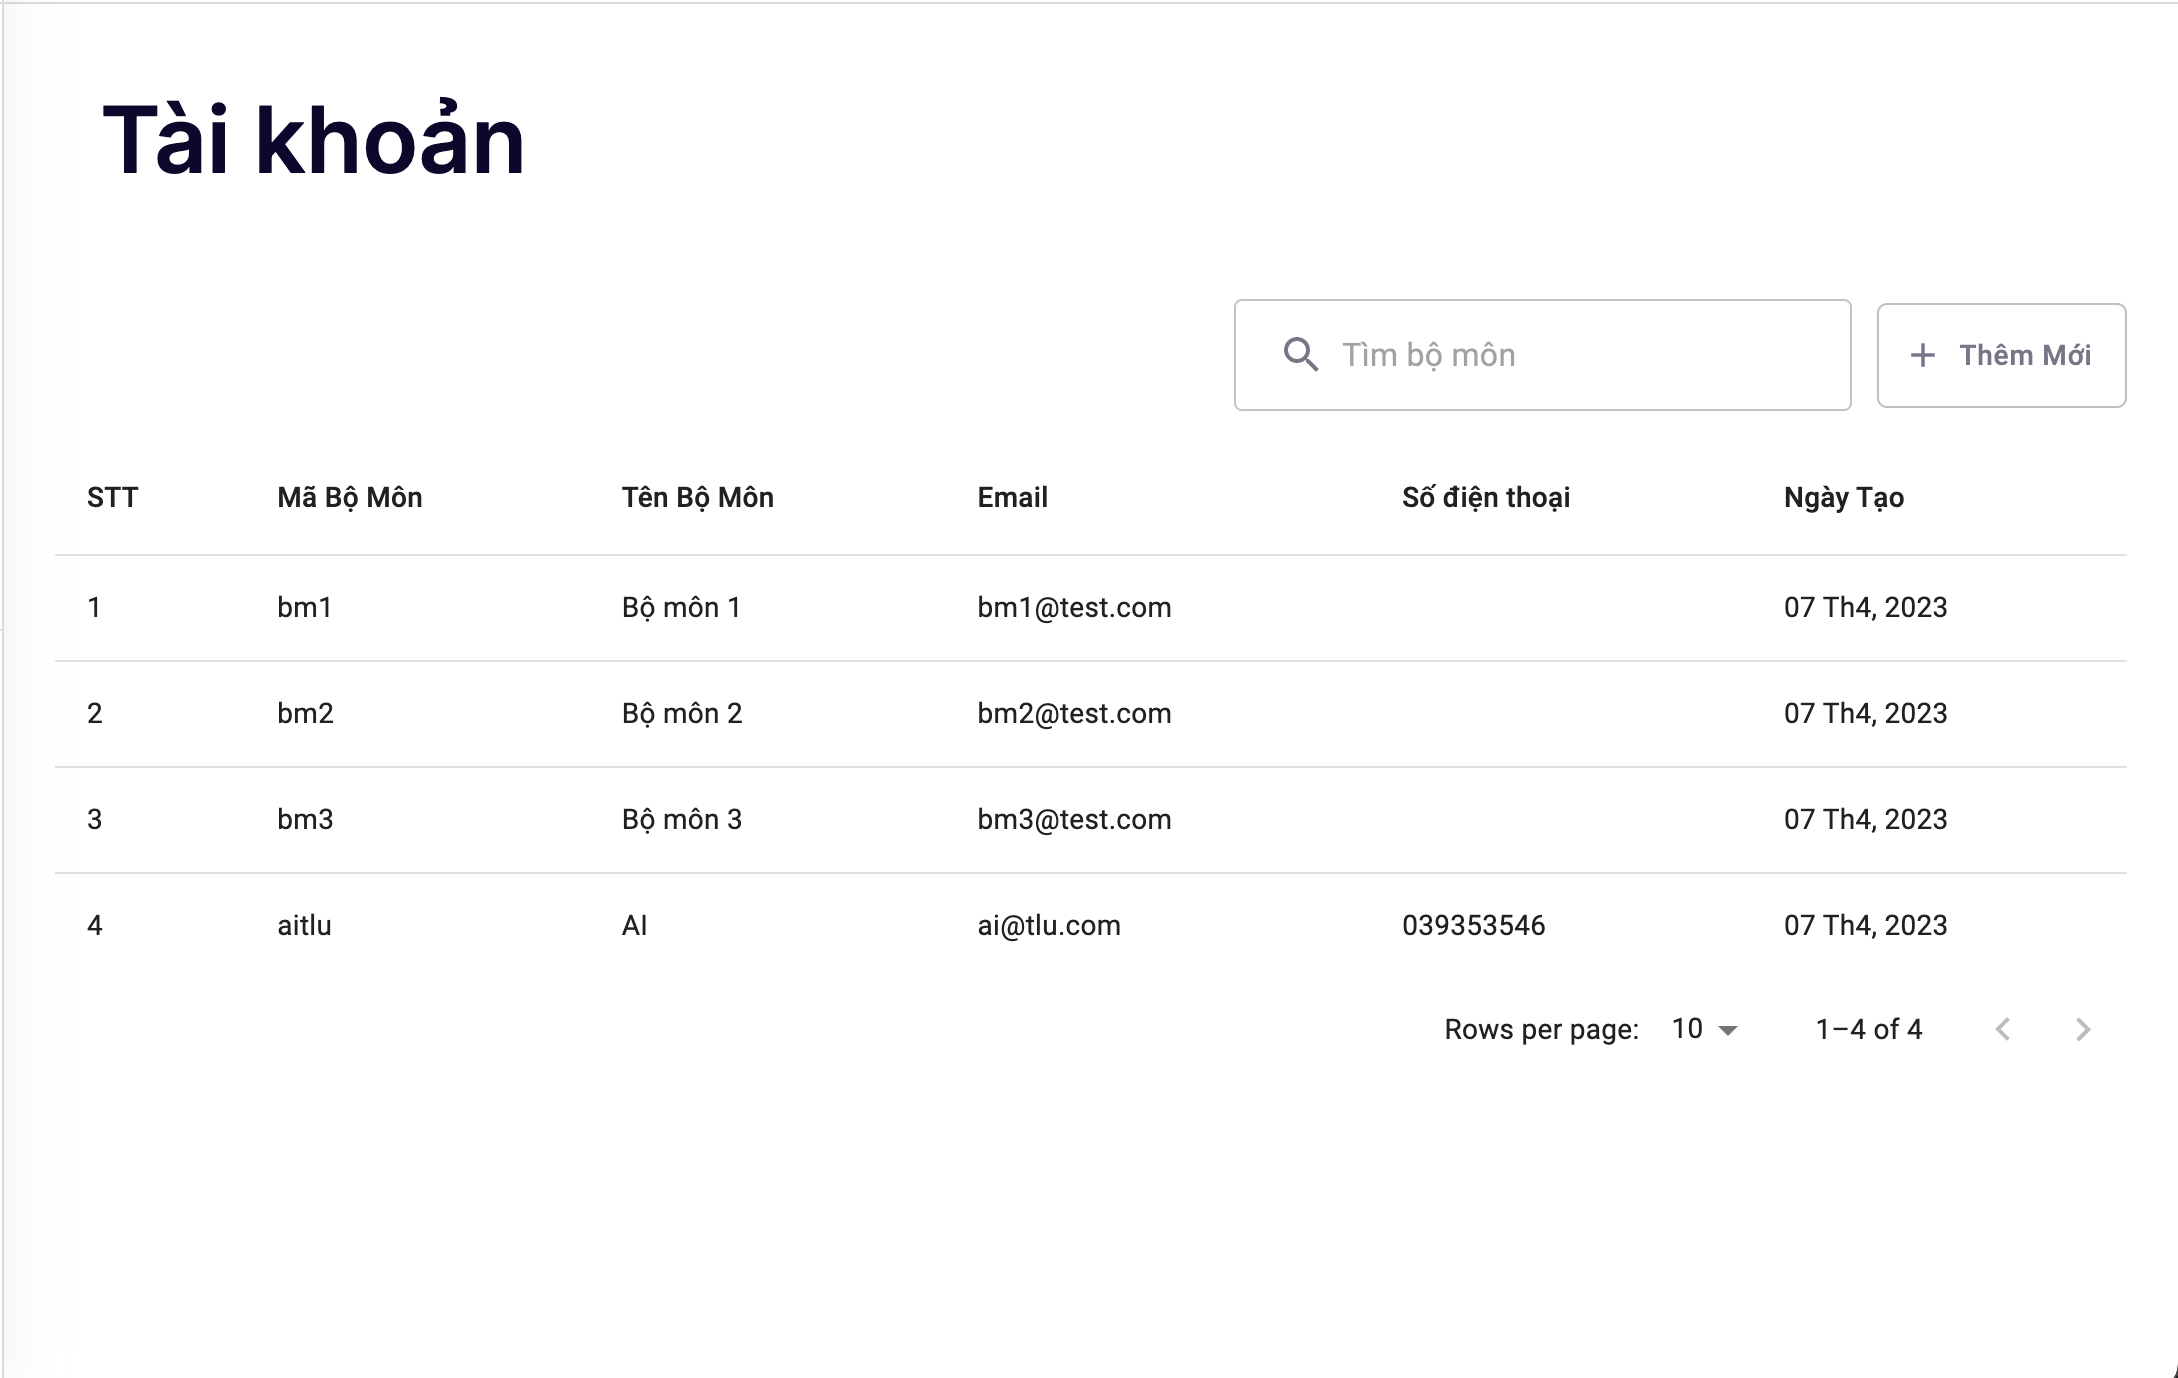 Tài khoản
Tìm bộ môn
+ Thêm Mới
STT Mã Bộ Môn Tên Bộ Môn Email Số điện thoại Ngày Tạo
1 bm1 Bộ môn 1 bm1@test.com 07 Th4, 2023
2 bm2 Bộ môn 2 bm2@test.com 07 Th4, 2023
3 bm3 Bộ môn 3 bm3@test.com 07 Th4, 2023
4 aitlu AI ai@tlu.com 039353546 07 Th4, 2023
Rows per page: 10 1–4 of 4